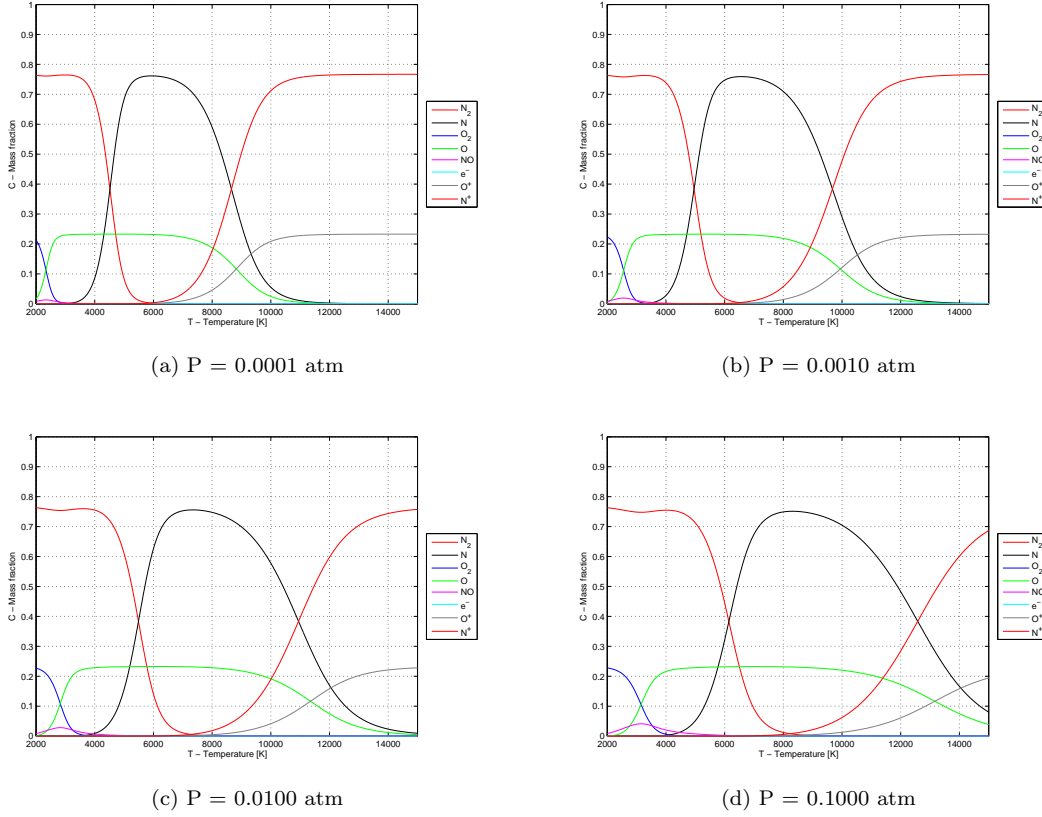 1
0.9
0.8
0.7
0.6
0.5
0.4
0.3
0.2
0.1
0
C − Mass fraction
2000 4000 6000 8000 10000 12000 14000
T − Temperature [K]
N2
N
O2
O
NO
e−
O+
N+
(a) P = 0.0001 atm
1
0.9
0.8
0.7
0.6
0.5
0.4
0.3
0.2
0.1
0
C − Mass fraction
2000 4000 6000 8000 10000 12000 14000
T − Temperature [K]
N2
N
O2
O
NO
e−
O+
N+
(b) P = 0.0010 atm
1
0.9
0.8
0.7
0.6
0.5
0.4
0.3
0.2
0.1
0
C − Mass fraction
2000 4000 6000 8000 10000 12000 14000
T − Temperature [K]
N2
N
O2
O
NO
e−
O+
N+
(c) P = 0.0100 atm
1
0.9
0.8
0.7
0.6
0.5
0.4
0.3
0.2
0.1
0
C − Mass fraction
2000 4000 6000 8000 10000 12000 14000
T − Temperature [K]
N2
N
O2
O
NO
e−
O+
N+
(d) P = 0.1000 atm